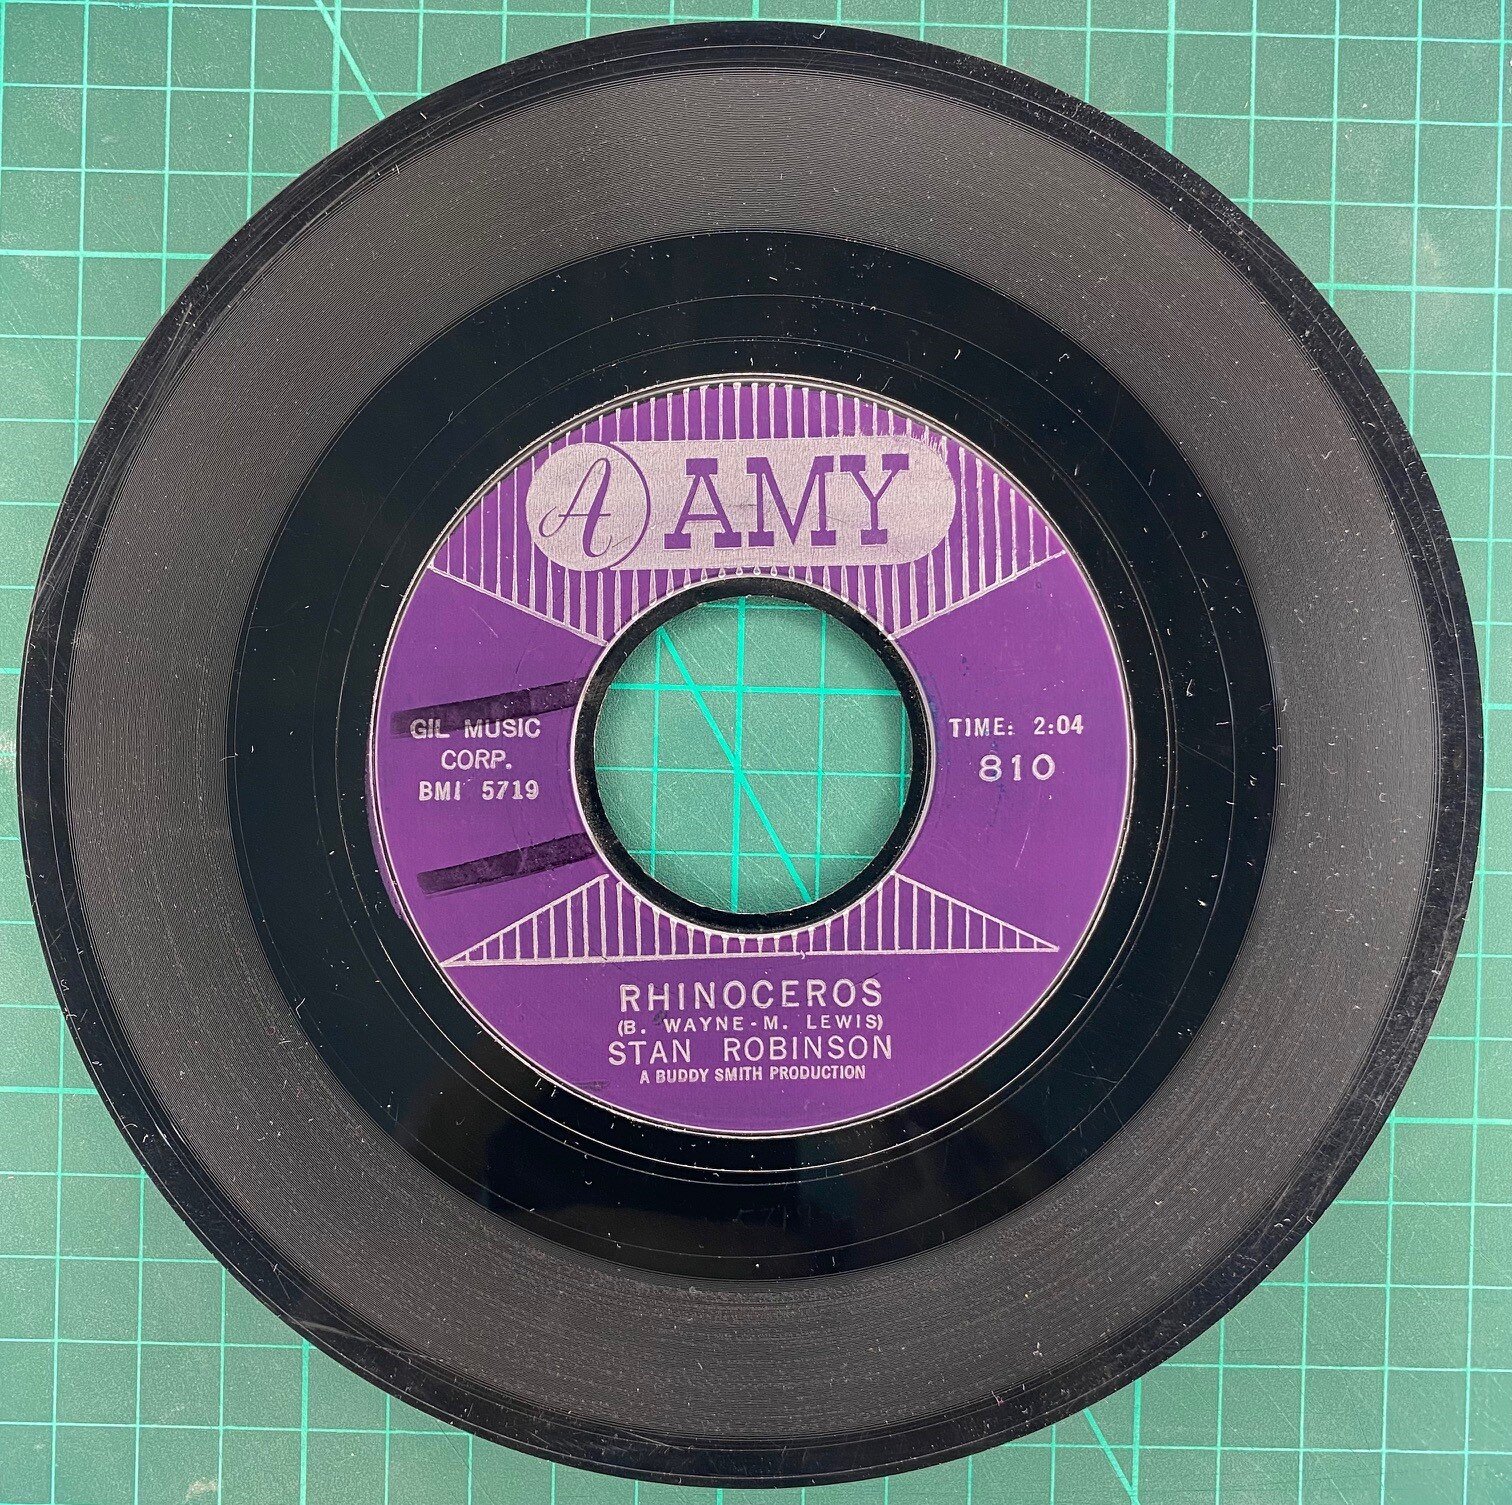 A AMY
GIL MUSIC
CORP.
BMI 5719
TIME: 2:04
810
RHINOCEROS
(B. WAYNE - M. LEWIS)
STAN ROBINSON
A BUDDY SMITH PRODUCTION